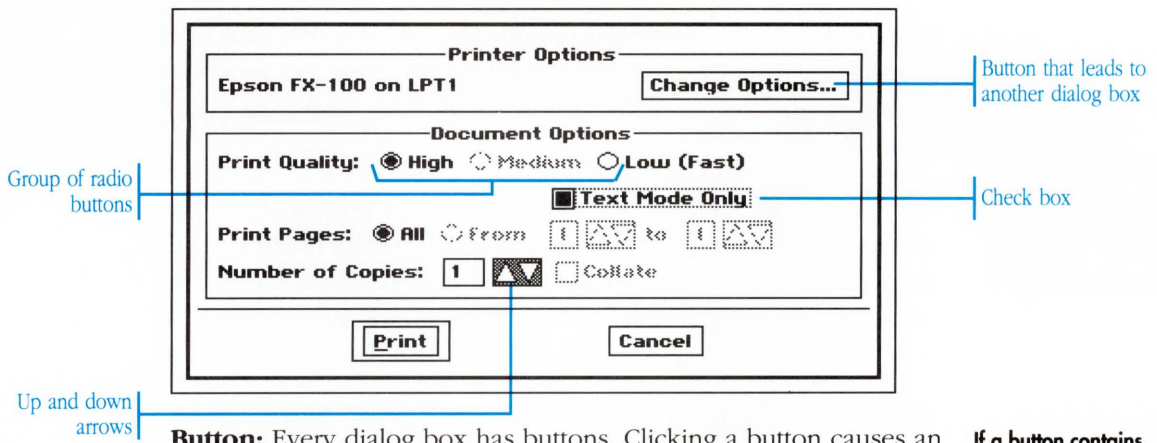 Printer Options
Epson FX-100 on LPT1
Change Options...
Button that leads to
another dialog box
Document Options
Print Quality: High Medium Low (Fast)
Group of radio
buttons
Text Mode Only
Check box
Print Pages: All From 1 to 1
Number of Copies: 1 Collate
Print
Cancel
Up and down
arrows
Button: Every dialog box has buttons. Clicking a button causes an
If a button contains